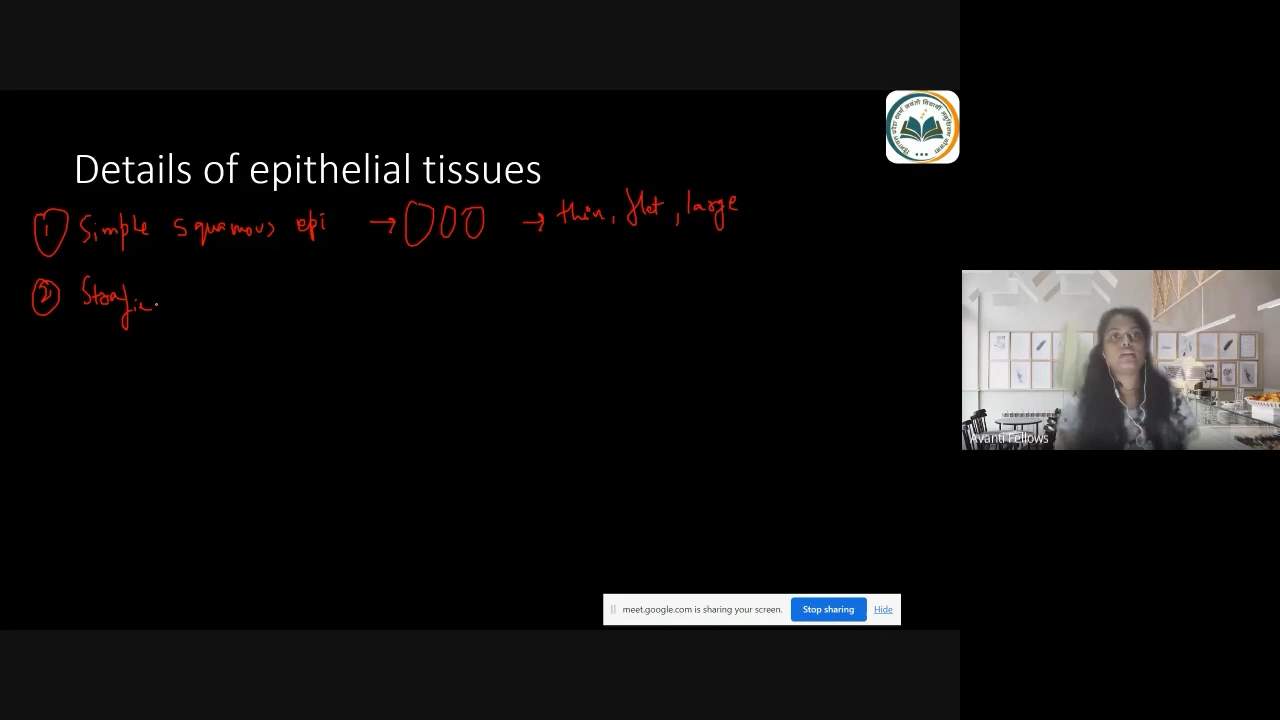 Details of epithelial tissues
① Simple squamous epi → → thin, flat, large
② Strafic
Avanti Fellows
meet.google.com is sharing your screen. Stop sharing Hide